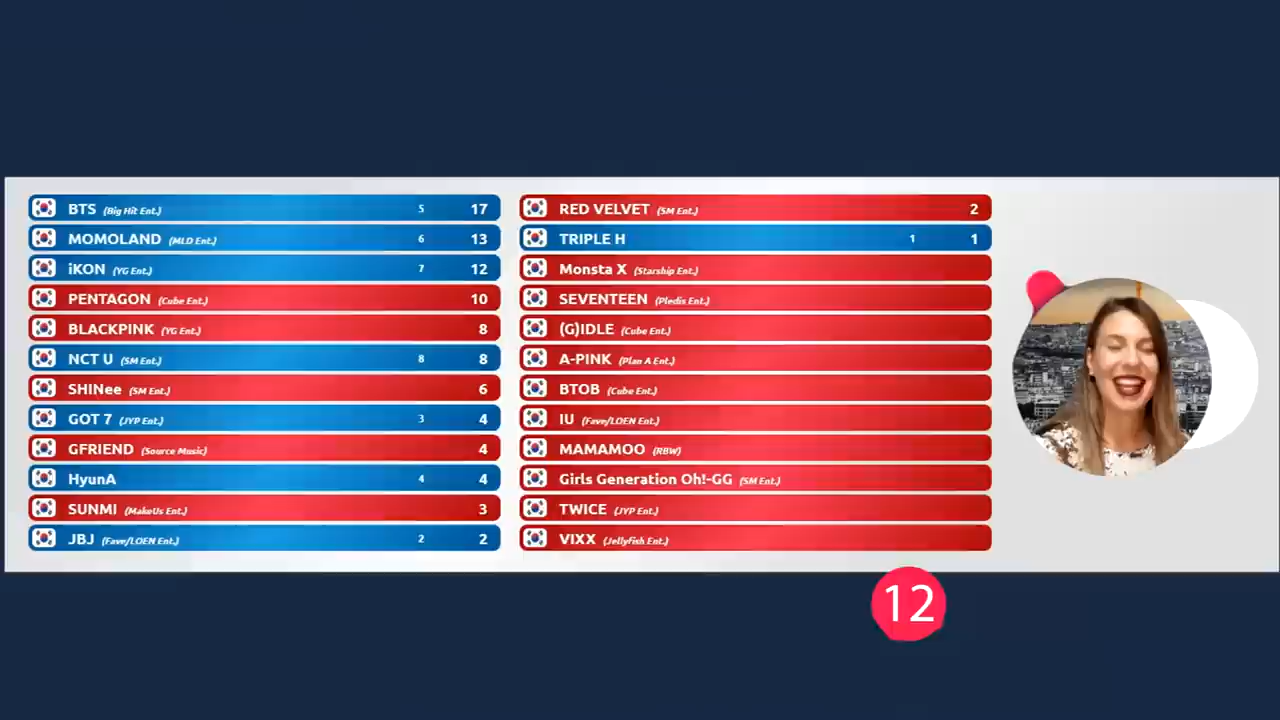 BTS (Big Hit Ent.) 5 17
MOMOLAND (MLD Ent.) 6 13
iKON (YG Ent.) 7 12
PENTAGON (Cube Ent.) 10
BLACKPINK (YG Ent.) 8
NCT U (SM Ent.) 8 8
SHINee (SM Ent.) 6
GOT 7 (JYP Ent.) 3 4
GFRIEND (Source Music) 4
HyunA 4 4
SUNMI (MakeUs Ent.) 3
JBJ (Fave/LOEN Ent.) 2 2
RED VELVET (SM Ent.) 2
TRIPLE H 1 1
Monsta X (Starship Ent.)
SEVENTEEN (Pledis Ent.)
(G)IDLE (Cube Ent.)
A-PINK (Plan A Ent.)
BTOB (Cube Ent.)
IU (Fave/LOEN Ent.)
MAMAMOO (RBW)
Girls Generation Oh!-GG (SM Ent.)
TWICE (JYP Ent.)
VIXX (Jellyfish Ent.)
12